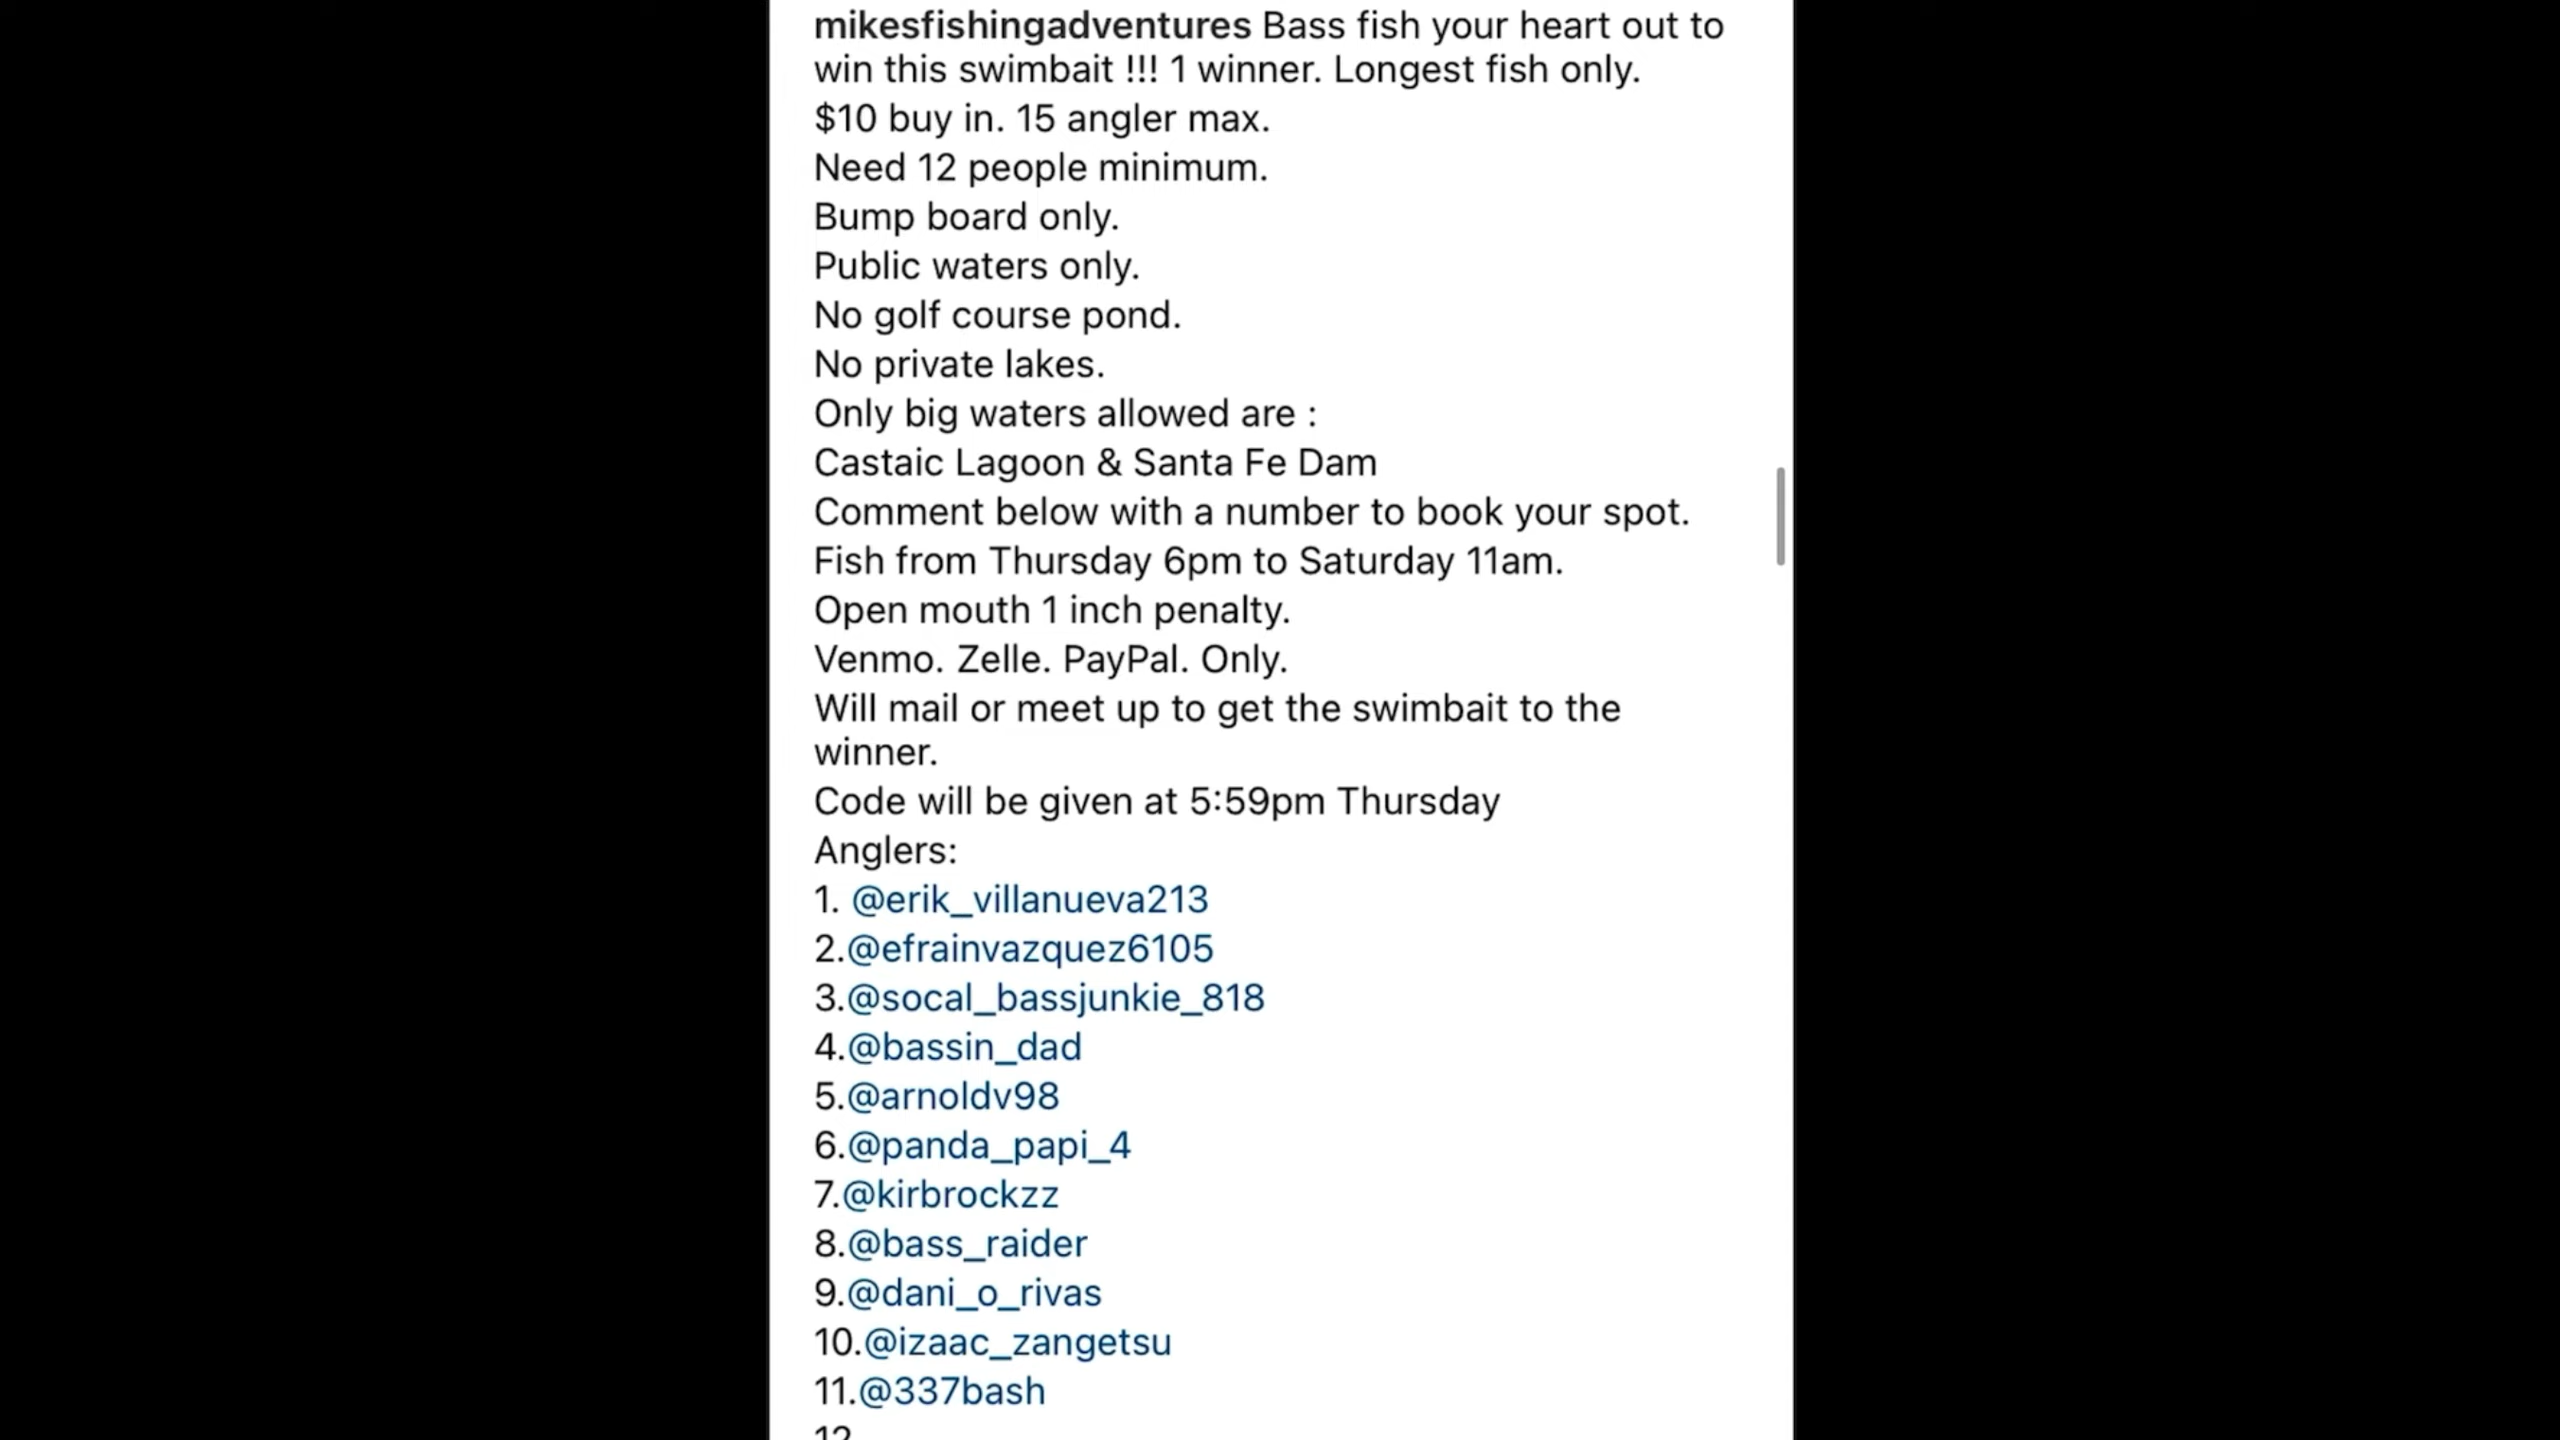 mikesfishingadventures Bass fish your heart out to
win this swimbait !!! 1 winner. Longest fish only.
$10 buy in. 15 angler max.
Need 12 people minimum.
Bump board only.
Public waters only.
No golf course pond.
No private lakes.
Only big waters allowed are :
Castaic Lagoon & Santa Fe Dam
Comment below with a number to book your spot.
Fish from Thursday 6pm to Saturday 11am.
Open mouth 1 inch penalty.
Venmo. Zelle. PayPal. Only.
Will mail or meet up to get the swimbait to the
winner.
Code will be given at 5:59pm Thursday
Anglers:
1. @erik_villanueva213
2.@efrainvazquez6105
3.@socal_bassjunkie_818
4.@bassin_dad
5.@arnoldv98
6.@panda_papi_4
7.@kirbrockzz
8.@bass_raider
9.@dani_o_rivas
10.@izaac_zangetsu
11.@337bash
12